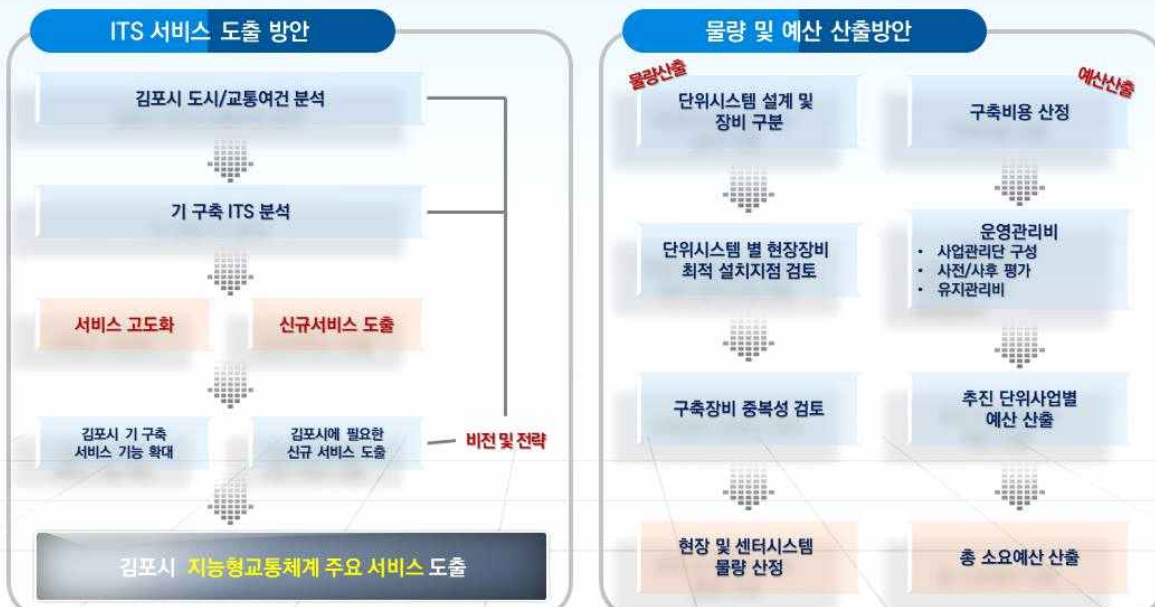 ITS 서비스 도출 방안
김포시 도시/교통여건 분석
기 구축 ITS 분석
서비스 고도화
신규서비스 도출
김포시 기 구축
서비스 기능 확대
김포시에 필요한
신규 서비스 도출
비전 및 전략
김포시 지능형교통체계 주요 서비스 도출
물량 및 예산 산출방안
물량산출
단위시스템 설계 및
장비 구분
단위시스템 별 현장장비
최적 설치지점 검토
구축장비 중복성 검토
현장 및 센터시스템
물량 산정
예산산출
구축비용 산정
운영관리비
• 사업관리단 구성
• 사전/사후 평가
• 유지관리비
추진 단위사업별
예산 산출
총 소요예산 산출